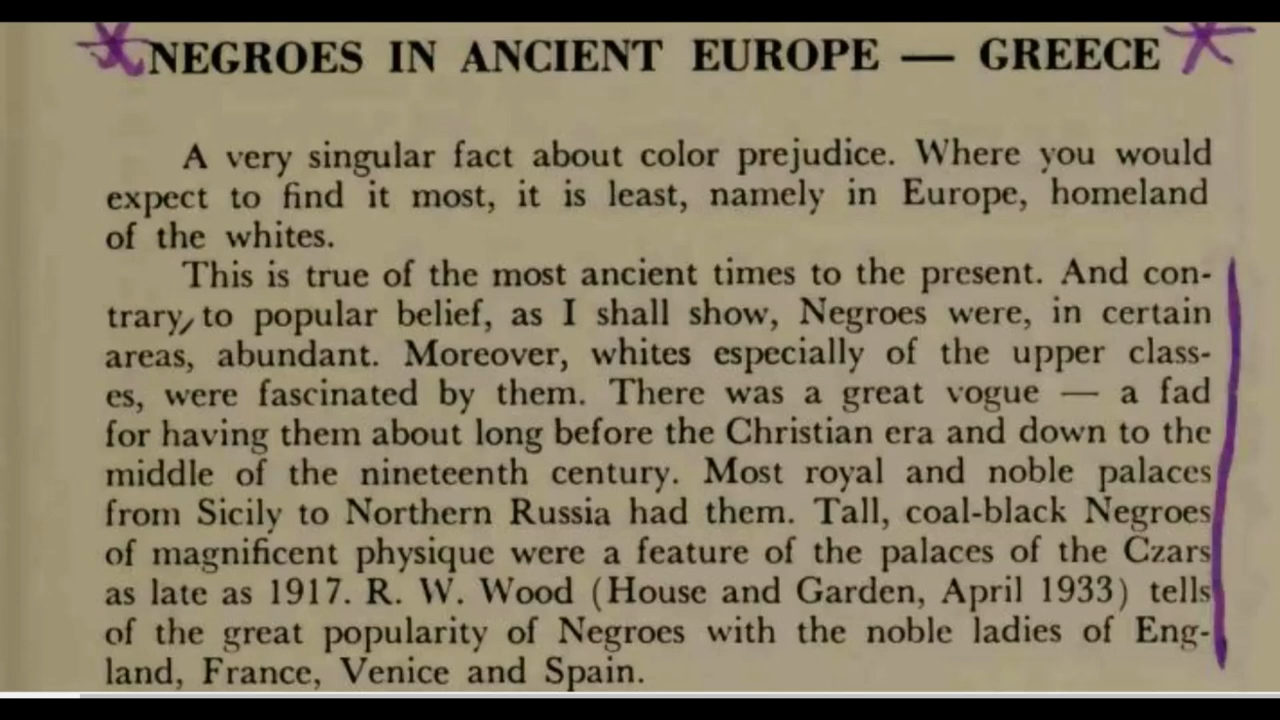 NEGROES IN ANCIENT EUROPE — GREECE
A very singular fact about color prejudice. Where you would
expect to find it most, it is least, namely in Europe, homeland
of the whites.
This is true of the most ancient times to the present. And con-
trary, to popular belief, as I shall show, Negroes were, in certain
areas, abundant. Moreover, whites especially of the upper class-
es, were fascinated by them. There was a great vogue — a fad
for having them about long before the Christian era and down to the
middle of the nineteenth century. Most royal and noble palaces
from Sicily to Northern Russia had them. Tall, coal-black Negroes
of magnificent physique were a feature of the palaces of the Czars
as late as 1917. R. W. Wood (House and Garden, April 1933) tells
of the great popularity of Negroes with the noble ladies of Eng-
land, France, Venice and Spain.